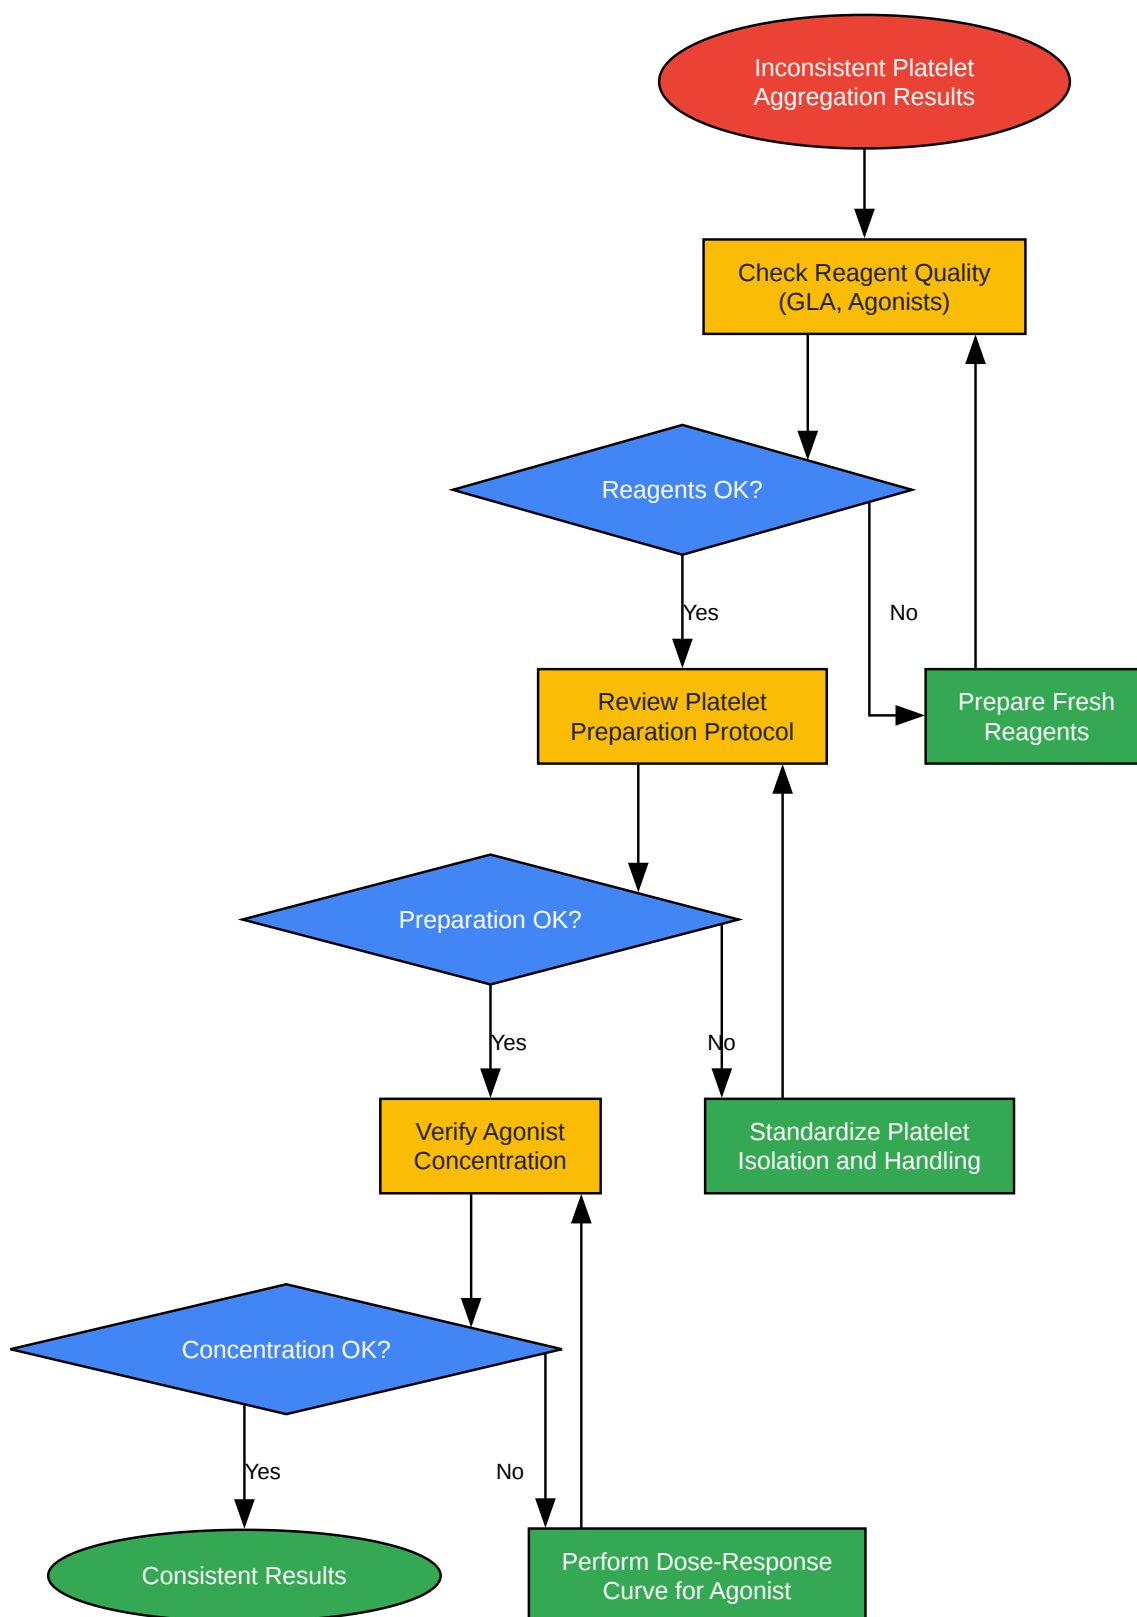 Inconsistent Platelet
Aggregation Results
Check Reagent Quality
(GLA, Agonists)
Reagents OK?
Yes
No
Review Platelet
Preparation Protocol
Prepare Fresh
Reagents
Preparation OK?
Yes
No
Verify Agonist
Concentration
Standardize Platelet
Isolation and Handling
Concentration OK?
Yes
No
Consistent Results
Perform Dose-Response
Curve for Agonist